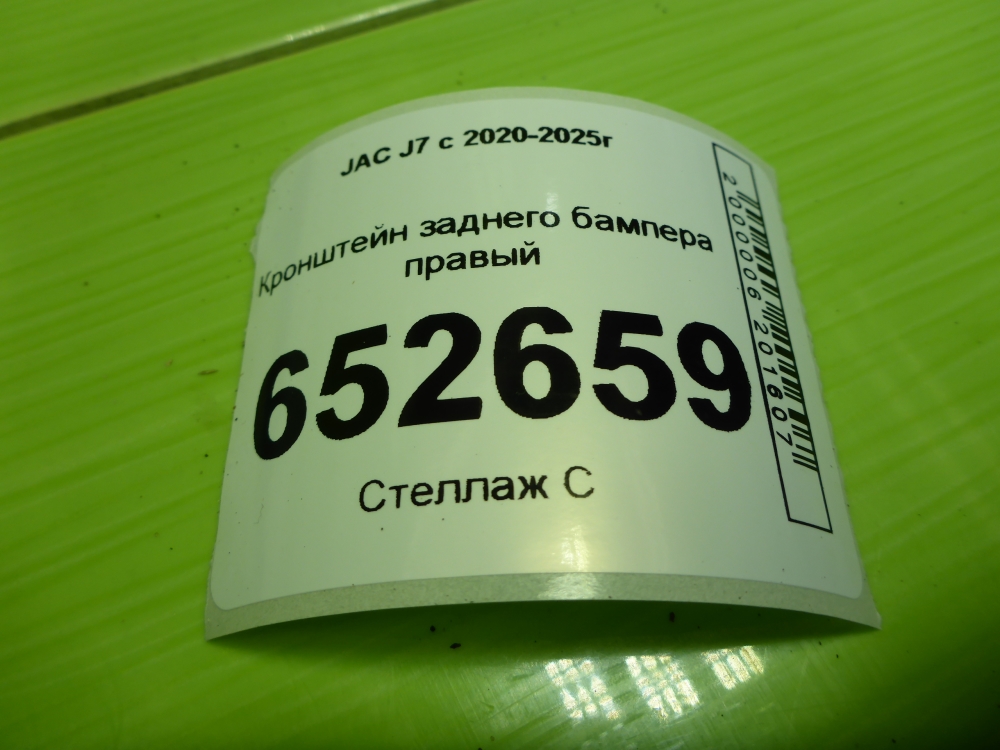 JAC J7 с 2020-2025г
Кронштейн заднего бампера
правый
652659
Стеллаж С
2000006201607